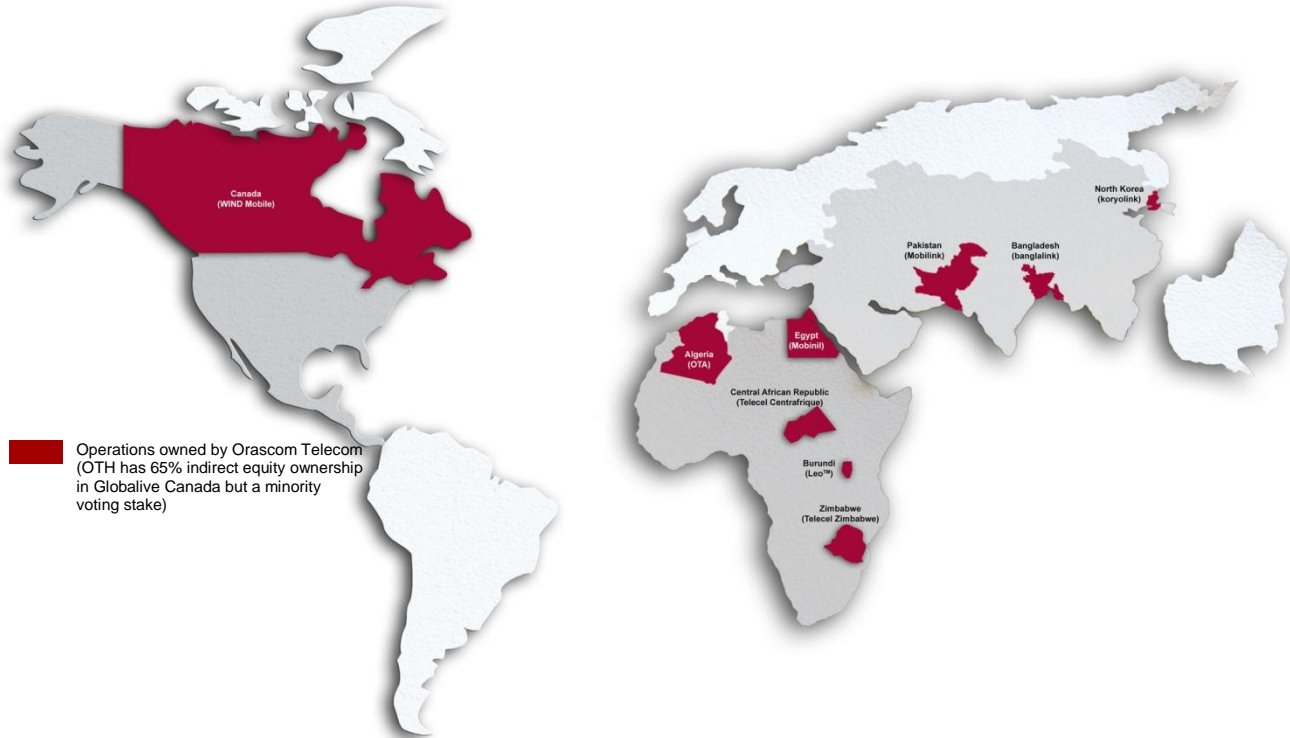 Canada
(WIND Mobile)
North Korea
(koryolink)
Pakistan
(Mobilink)
Bangladesh
(banglalink)
Egypt
(Mobinil)
Algeria
(OTA)
Central African Republic
(Telecel Centrafrique)
Burundi
(Leo™)
Zimbabwe
(Telecel Zimbabwe)
Operations owned by Orascom Telecom
(OTH has 65% indirect equity ownership
in Globalive Canada but a minority
voting stake)